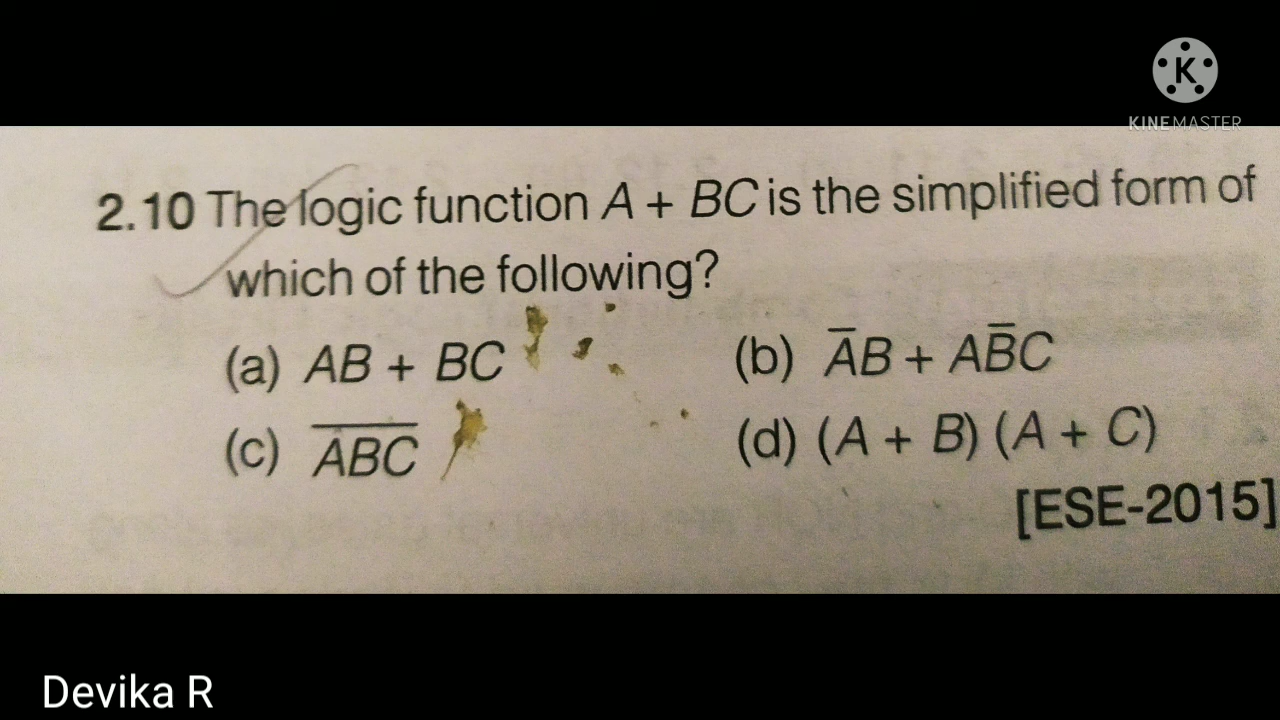 K
KINEMASTER
2.10 The logic function A + BC is the simplified form of
which of the following?
(a) AB + BC (b) A̅B + AB̅C
(c) A̅B̅C̅ (d) (A + B) (A + C)
[ESE-2015]
Devika R